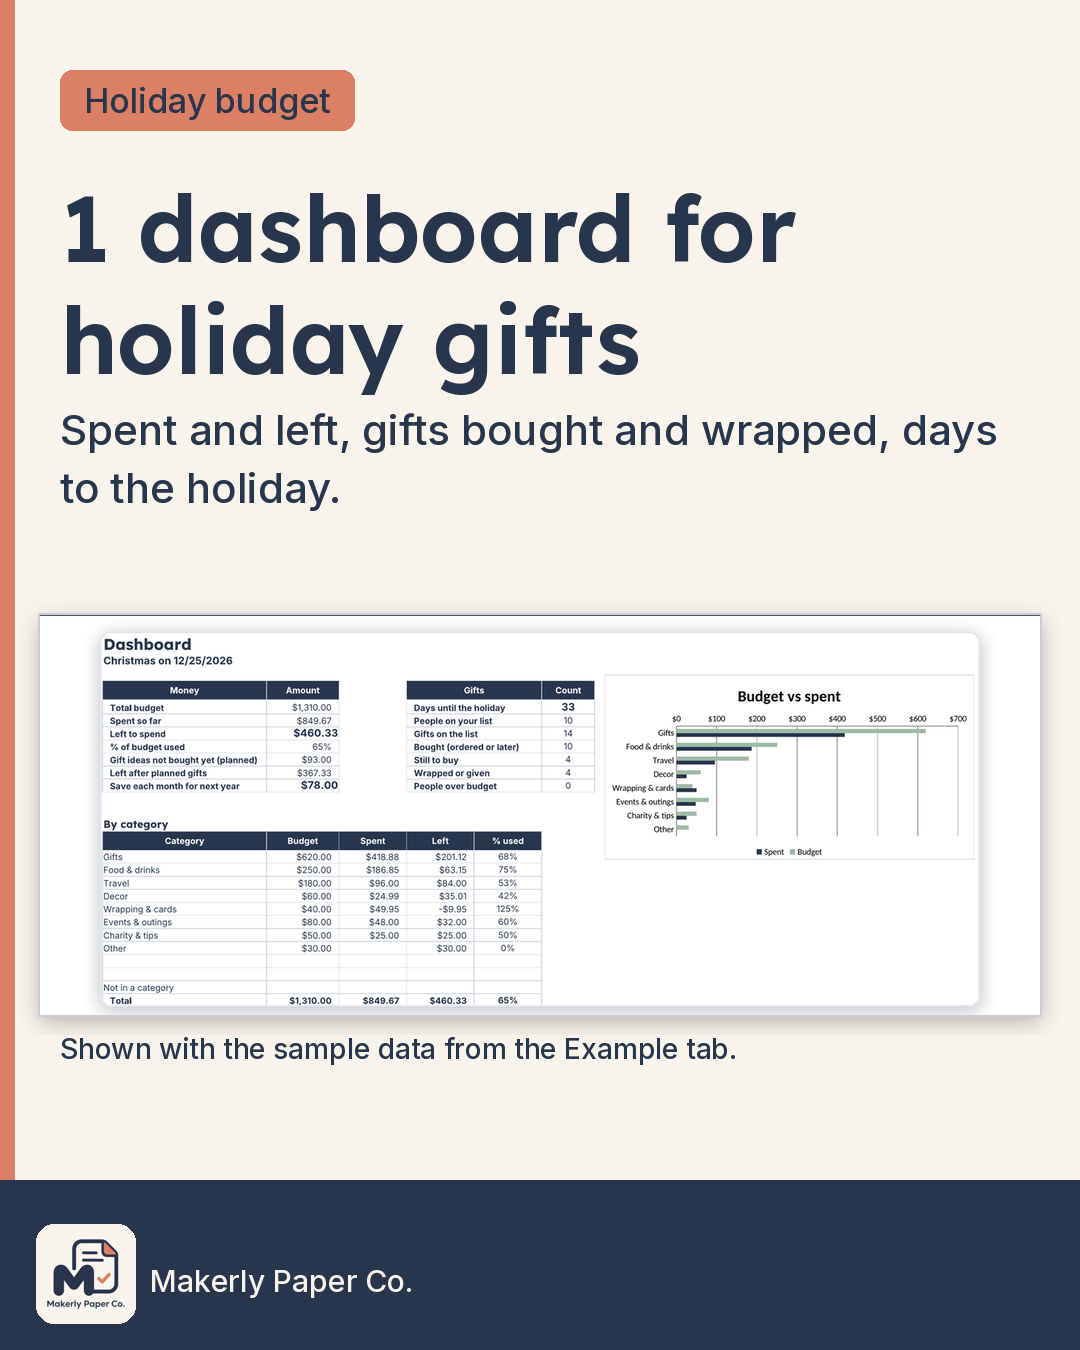 Holiday budget
1 dashboard for
holiday gifts
Spent and left, gifts bought and wrapped, days
to the holiday.
Dashboard
Christmas on 12/25/2026
Money Amount
Total budget $1,310.00
Spent so far $849.67
Left to spend $460.33
% of budget used 65%
Gift ideas not bought yet (planned) $93.00
Left after planned gifts $367.33
Save each month for next year $78.00
Gifts Count
Days until the holiday 33
People on your list 10
Gifts on the list 14
Bought (ordered or later) 10
Still to buy 4
Wrapped or given 4
People over budget 0
Budget vs spent
$0 $100 $200 $300 $400 $500 $600 $700
Gifts
Food & drinks
Travel
Decor
Wrapping & cards
Events & outings
Charity & tips
Other
Spent Budget
By category
Category Budget Spent Left % used
Gifts $620.00 $418.88 $201.12 68%
Food & drinks $250.00 $186.85 $63.15 75%
Travel $180.00 $96.00 $84.00 53%
Decor $60.00 $24.99 $35.01 42%
Wrapping & cards $40.00 $49.95 -$9.95 125%
Events & outings $80.00 $48.00 $32.00 60%
Charity & tips $50.00 $25.00 $25.00 50%
Other $30.00 $30.00 0%
Not in a category
Total $1,310.00 $849.67 $460.33 65%
Shown with the sample data from the Example tab.
M
Makerly Paper Co.
Makerly Paper Co.